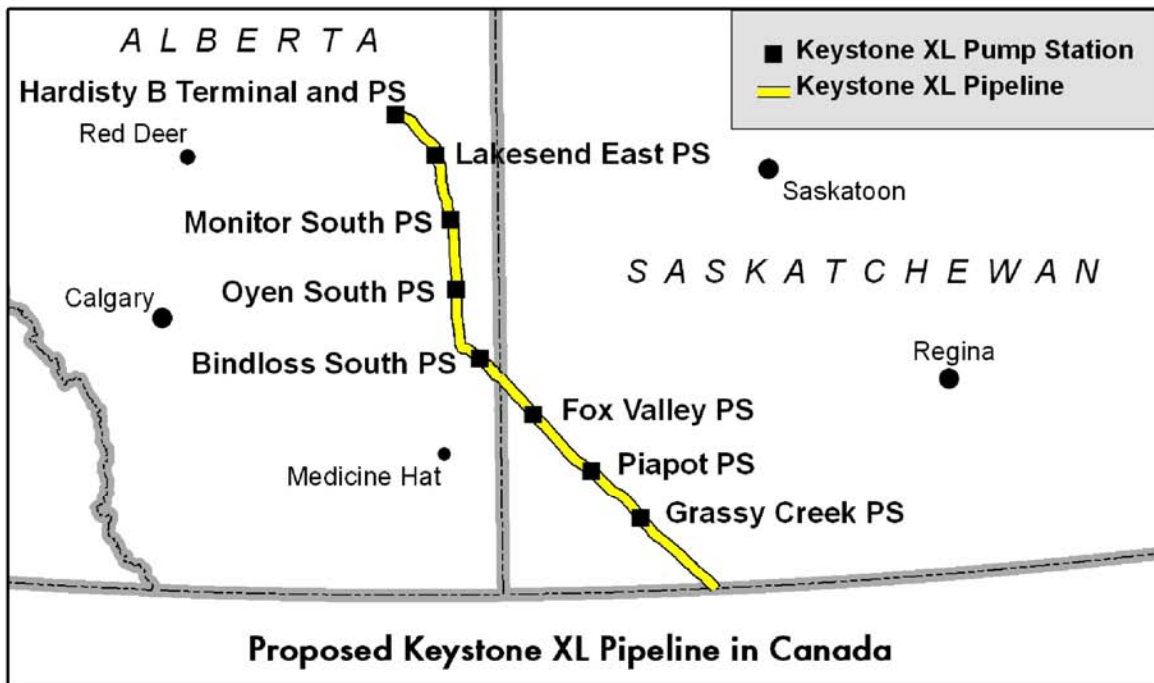 A L B E R T A
Keystone XL Pump Station
Keystone XL Pipeline
Hardisty B Terminal and PS
Red Deer
Lakesend East PS
Saskatoon
Monitor South PS
S A S K A T C H E W A N
Oyen South PS
Calgary
Bindloss South PS
Regina
Fox Valley PS
Medicine Hat
Piapot PS
Grassy Creek PS
Proposed Keystone XL Pipeline in Canada